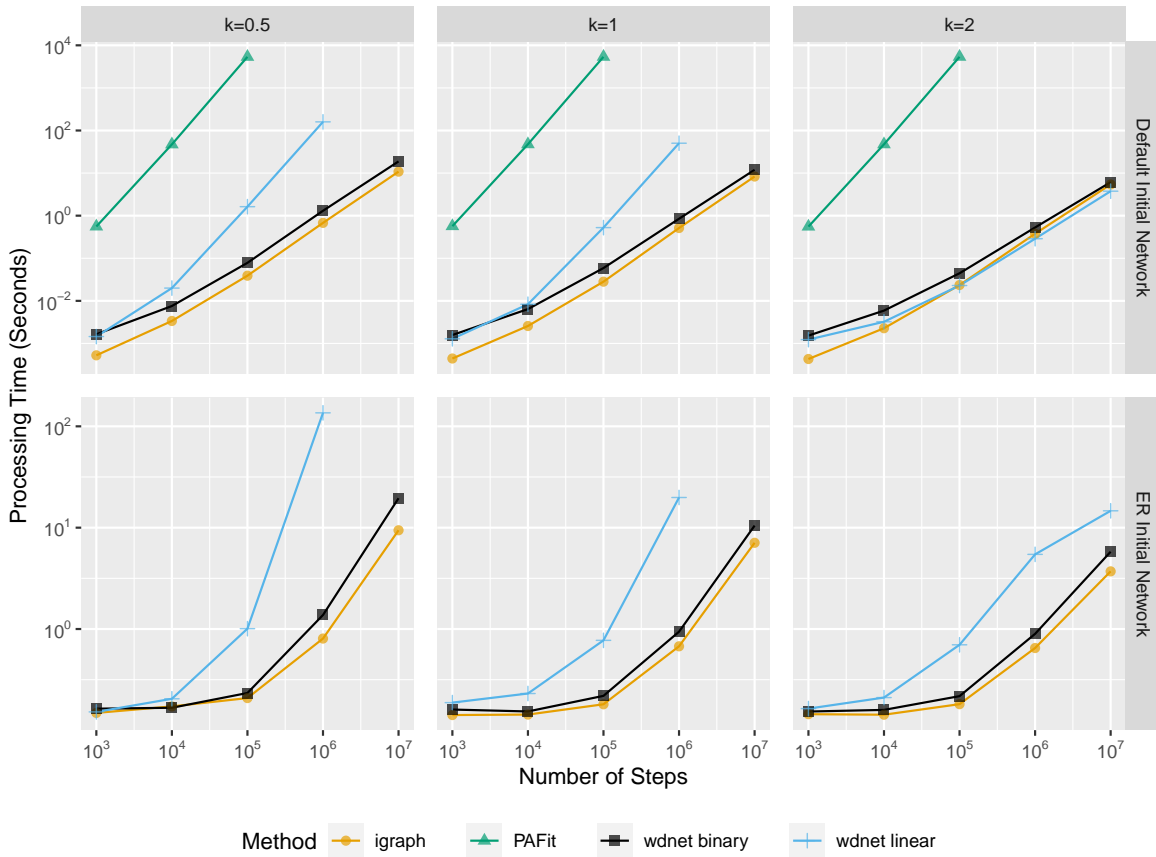 k=0.5 k=1 k=2
10^4
10^2
10^0
10^−2
Default Initial Network
Processing Time (Seconds)
10^2
10^1
10^0
ER Initial Network
10^3 10^4 10^5 10^6 10^7 10^3 10^4 10^5 10^6 10^7 10^3 10^4 10^5 10^6 10^7
Number of Steps
Method igraph PAFit wdnet binary wdnet linear